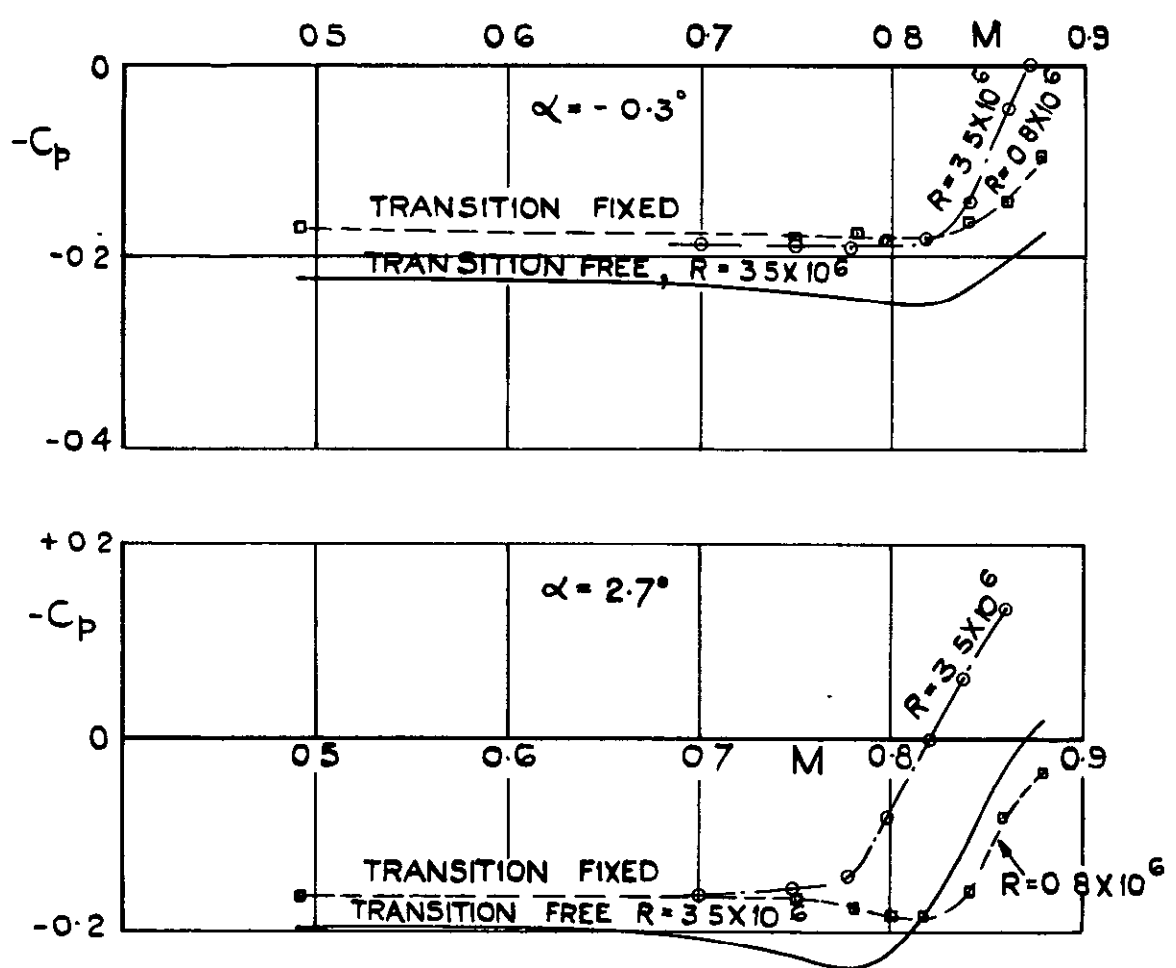 0.5 0.6 0.7 0.8 M 0.9
0
-Cp
α = - 0.3°
R = 3 5 X 10⁶
R = 0 8 X 10⁶
TRANSITION FIXED
-0 2
TRANSITION FREE, R = 3 5 X 10⁶
-0 4
+0 2
-Cp
α = 2.7°
R = 3 5 X 10⁶
0
0 5 0 6 0 7 M 0.8 0.9
TRANSITION FIXED
R = 0 8 X 10⁶
TRANSITION FREE R = 3 5 X 10⁶
-0.2